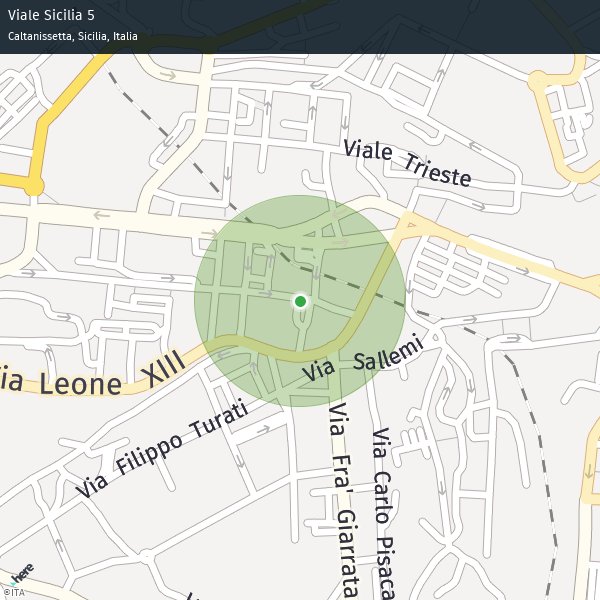 Viale Sicilia 5
Caltanissetta, Sicilia, Italia
Viale Trieste
ia Leone XIII
Via Sallemi
Via Filippo Turati
Via Fra' Giarrata
Via Carlo Pisaca
here
©ITA